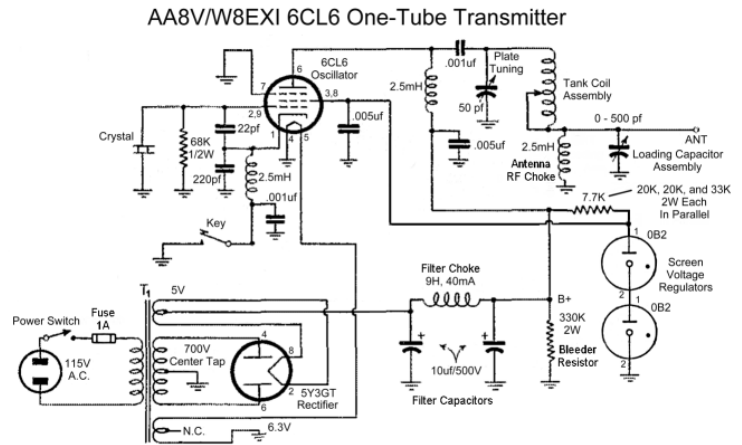 AA8V/W8EXI 6CL6 One-Tube Transmitter
6CL6
Oscillator
.001uf
Plate
Tuning
50 pf
Tank Coil
Assembly
2.5mH
6
7
3,8
2,9
1
4
5
22pf
.005uf
.005uf
0 - 500 pf
ANT
Crystal
68K
1/2W
220pf
2.5mH
.001uf
2.5mH
Antenna
RF Choke
Loading Capacitor
Assembly
Key
7.7K
20K, 20K, and 33K
2W Each
In Parallel
1
0B2
2
Screen
Voltage
Regulators
1
0B2
2
Filter Choke
9H, 40mA
B+
T1
5V
Fuse
1A
Power Switch
115V
A.C.
700V
Center Tap
4
8
2
6
5Y3GT
Rectifier
+
+
10uf/500V
Filter Capacitors
330K
2W
Bleeder
Resistor
N.C.
6.3V